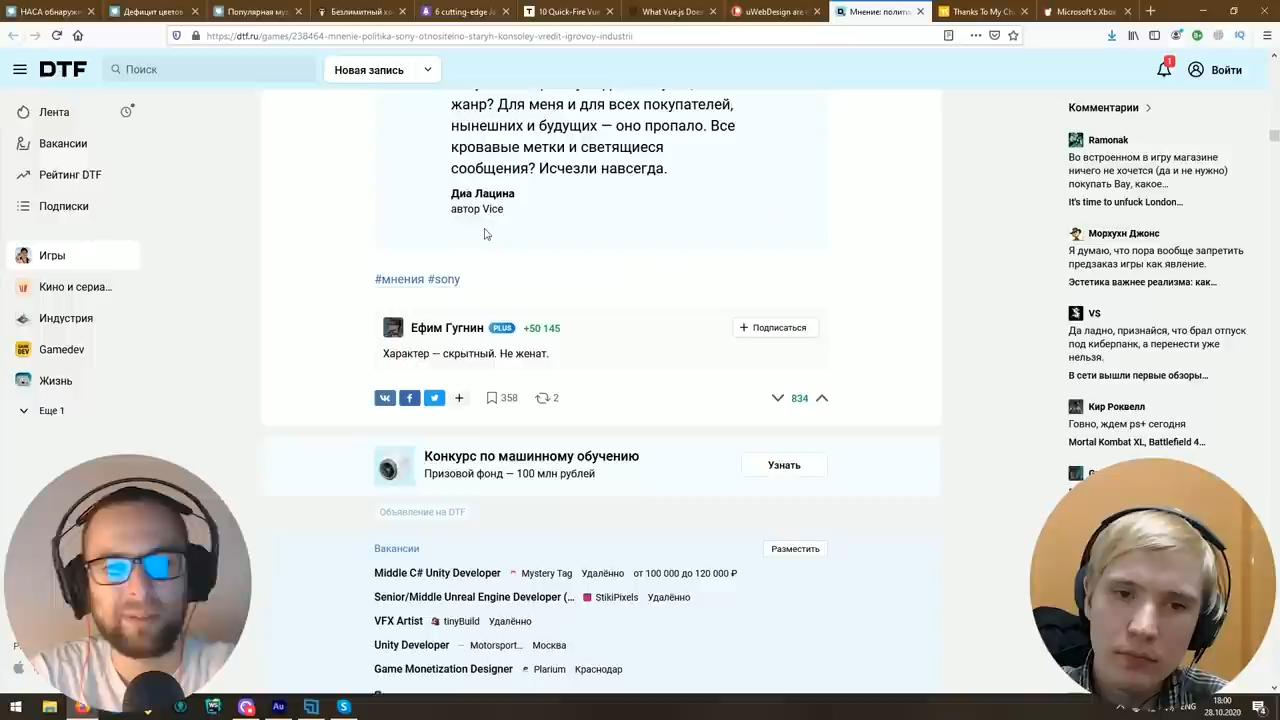 НАСА обнаружи
Дефицит цветов
Популярная муз
Безлимитный ко
6 cutting-edge Ja
10 Quick-Fire Vue
What Vue.js Does
uWebDesign are
Мнение: полити
Thanks To My Ch
Microsoft's Xbox
https://dtf.ru/games/238464-mnenie-politika-sony-otnositelno-staryh-konsoley-vredit-igrovoy-industrii
DTF
Поиск
Новая запись
1
Войти
Лента
Вакансии
Рейтинг DTF
Подписки
Игры
Кино и сериа...
Индустрия
Gamedev
Жизнь
Еще 1
жанр? Для меня и для всех покупателей,
нынешних и будущих — оно пропало. Все
кровавые метки и светящиеся
сообщения? Исчезли навсегда.
Диа Лацина
автор Vice
#мнения #sony
Ефим Гугнин PLUS +50 145
+ Подписаться
Характер — скрытный. Не женат.
358
2
834
Конкурс по машинному обучению
Призовой фонд — 100 млн рублей
Узнать
Объявление на DTF
Вакансии
Разместить
Middle C# Unity Developer Mystery Tag Удалённо от 100 000 до 120 000 ₽
Senior/Middle Unreal Engine Developer (... StikiPixels Удалённо
VFX Artist tinyBuild Удалённо
Unity Developer Motorsport... Москва
Game Monetization Designer Plarium Краснодар
Комментарии
Ramonak
Во встроенном в игру магазине
ничего не хочется (да и не нужно)
покупать Вау, какое...
It's time to unfuck London...
Морхухн Джонс
Я думаю, что пора вообще запретить
предзаказ игры как явление.
Эстетика важнее реализма: как...
VS
Да ладно, признайся, что брал отпуск
под киберпанк, а перенести уже
нельзя.
В сети вышли первые обзоры...
Кир Роквелл
Говно, ждем ps+ сегодня
Mortal Kombat XL, Battlefield 4...
ENG
18:00
28.10.2020